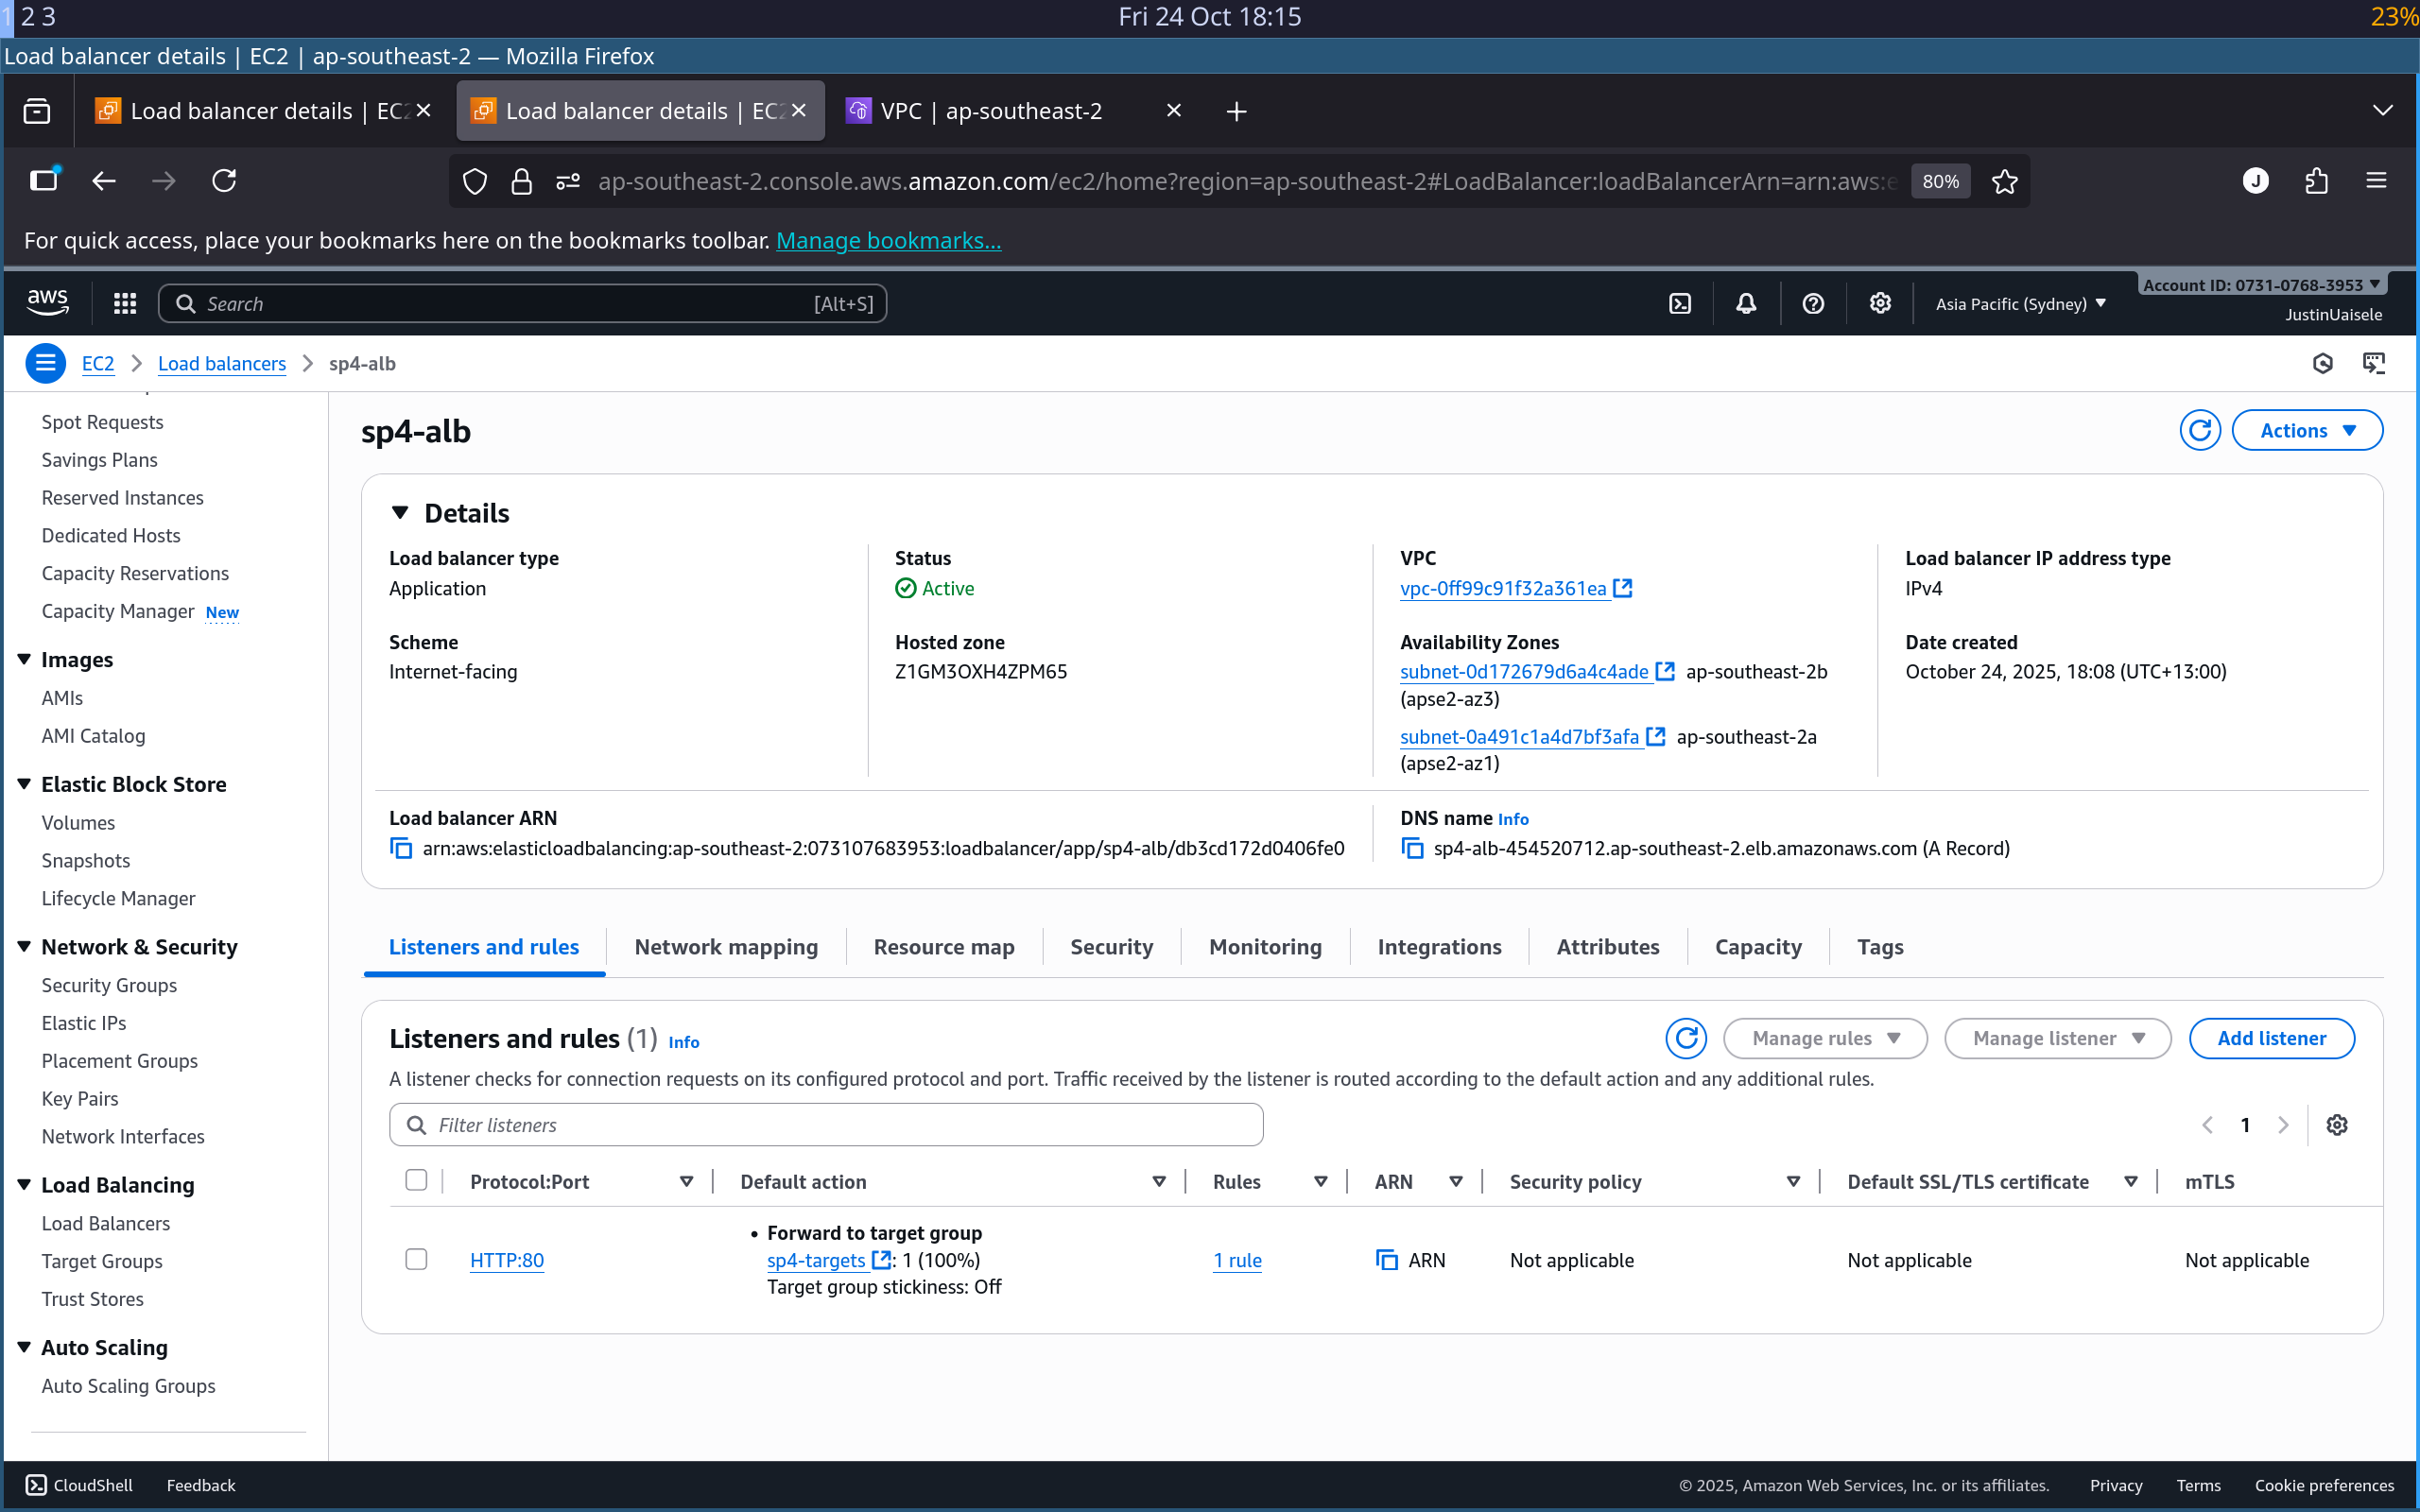 1 2 3
Fri 24 Oct 18:15
23%
Load balancer details | EC2 | ap-southeast-2 — Mozilla Firefox
Load balancer details | EC2
Load balancer details | EC2
VPC | ap-southeast-2
ap-southeast-2.console.aws.amazon.com/ec2/home?region=ap-southeast-2#LoadBalancer:loadBalancerArn=arn:aws:e
80%
J
For quick access, place your bookmarks here on the bookmarks toolbar. Manage bookmarks...
aws
Search
[Alt+S]
Asia Pacific (Sydney)
Account ID: 0731-0768-3953
JustinUaisele
EC2
Load balancers
sp4-alb
Spot Requests
Savings Plans
Reserved Instances
Dedicated Hosts
Capacity Reservations
Capacity Manager New
Images
AMIs
AMI Catalog
Elastic Block Store
Volumes
Snapshots
Lifecycle Manager
Network & Security
Security Groups
Elastic IPs
Placement Groups
Key Pairs
Network Interfaces
Load Balancing
Load Balancers
Target Groups
Trust Stores
Auto Scaling
Auto Scaling Groups
sp4-alb
Actions
Details
Load balancer type
Application
Status
Active
VPC
vpc-0ff99c91f32a361ea
Load balancer IP address type
IPv4
Scheme
Internet-facing
Hosted zone
Z1GM3OXH4ZPM65
Availability Zones
subnet-0d172679d6a4c4ade ap-southeast-2b
(apse2-az3)
subnet-0a491c1a4d7bf3afa ap-southeast-2a
(apse2-az1)
Date created
October 24, 2025, 18:08 (UTC+13:00)
Load balancer ARN
arn:aws:elasticloadbalancing:ap-southeast-2:073107683953:loadbalancer/app/sp4-alb/db3cd172d0406fe0
DNS name Info
sp4-alb-454520712.ap-southeast-2.elb.amazonaws.com (A Record)
Listeners and rules
Network mapping
Resource map
Security
Monitoring
Integrations
Attributes
Capacity
Tags
Listeners and rules (1) Info
Manage rules
Manage listener
Add listener
A listener checks for connection requests on its configured protocol and port. Traffic received by the listener is routed according to the default action and any additional rules.
Filter listeners
1
Protocol:Port
Default action
Rules
ARN
Security policy
Default SSL/TLS certificate
mTLS
HTTP:80
• Forward to target group
sp4-targets : 1 (100%)
Target group stickiness: Off
1 rule
ARN
Not applicable
Not applicable
Not applicable
CloudShell
Feedback
© 2025, Amazon Web Services, Inc. or its affiliates.
Privacy
Terms
Cookie preferences